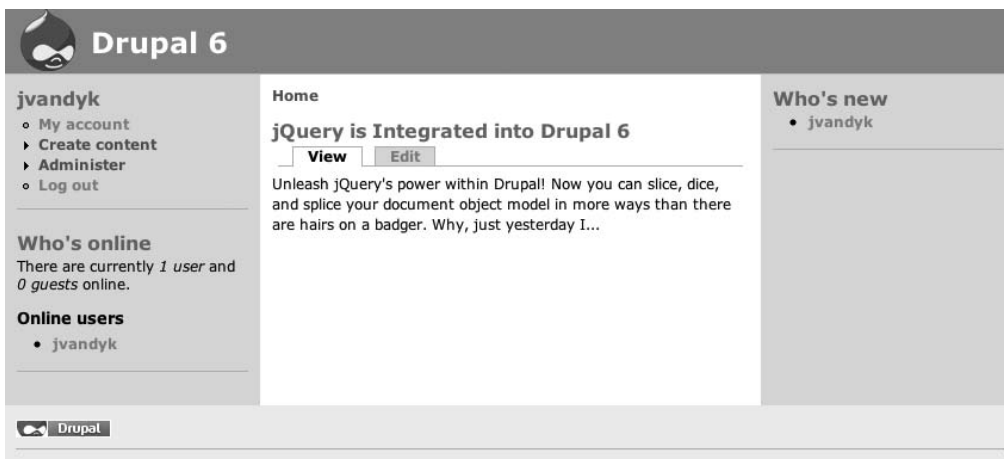 Drupal 6
jvandyk
My account
Create content
Administer
Log out
Who's online
There are currently 1 user and
0 guests online.
Online users
jvandyk
Home
jQuery is Integrated into Drupal 6
View Edit
Unleash jQuery's power within Drupal! Now you can slice, dice,
and splice your document object model in more ways than there
are hairs on a badger. Why, just yesterday I...
Who's new
jvandyk
Drupal